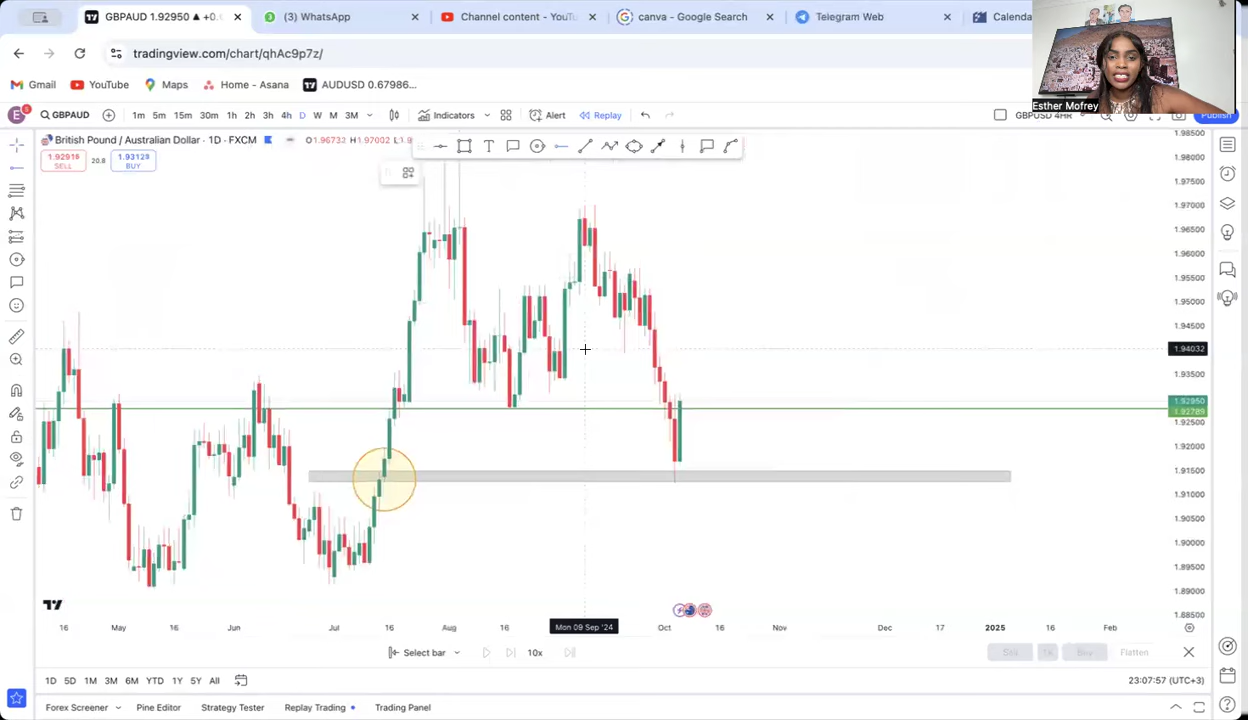 GBPAUD 1.92950 ▲ +0.
(3) WhatsApp
Channel content - YouTu
canva - Google Search
Telegram Web
Calenda
tradingview.com/chart/qhAc9p7z/
Gmail
YouTube
Maps
Home - Asana
AUDUSD 0.67986...
Esther Mofrey
E
GBPAUD
1m 5m 15m 30m 1h 2h 3h 4h D W M 3M
Indicators
Alert
Replay
GBPUSD 4HR
Publish
British Pound / Australian Dollar · 1D · FXCM
O1.96732 H1.97002 L1.9
1.92916
SELL
20.8
1.93128
BUY
1.98500
1.98000
1.97500
1.97000
1.96500
1.96000
1.95500
1.95000
1.94500
1.94032
1.93500
1.92950
1.92789
1.92500
1.92000
1.91500
1.91000
1.90500
1.90000
1.89500
1.89000
1.88500
16 May 16 Jun Jul 16 Aug 16 Mon 09 Sep '24 Oct 16 Nov Dec 17 2025 16 Feb
Select bar
10x
Sell
1K
Buy
Flatten
1D 5D 1M 3M 6M YTD 1Y 5Y All
23:07:57 (UTC+3)
Forex Screener
Pine Editor
Strategy Tester
Replay Trading
Trading Panel